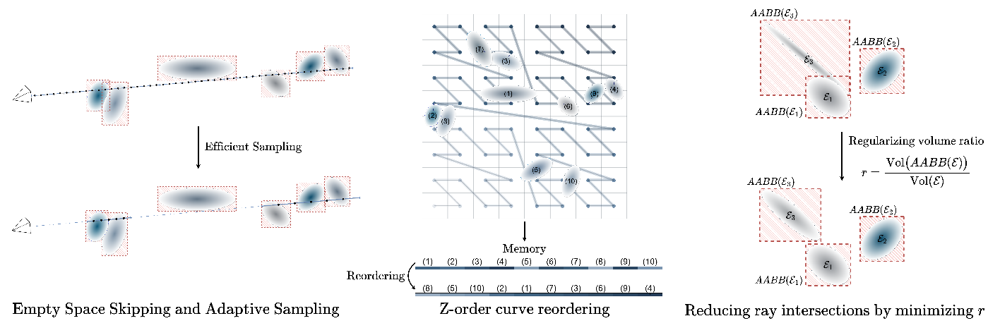 Efficient Sampling
Empty Space Skipping and Adaptive Sampling
(7)
(3)
(1)
(6)
(9)
(4)
(2)
(8)
(5)
(10)
Memory
(1) (2) (3) (4) (5) (6) (7) (8) (9) (10)
Reordering
(8) (5) (10) (2) (1) (7) (3) (6) (9) (4)
Z-order curve reordering
AABB(ℰ₃)
AABB(ℰ₂)
ℰ₃
ℰ₂
ℰ₁
AABB(ℰ₁)
Regularizing volume ratio
r = Vol(AABB(ℰ)) / Vol(ℰ)
AABB(ℰ₃)
AABB(ℰ₂)
ℰ₃
ℰ₂
ℰ₁
AABB(ℰ₁)
Reducing ray intersections by minimizing r